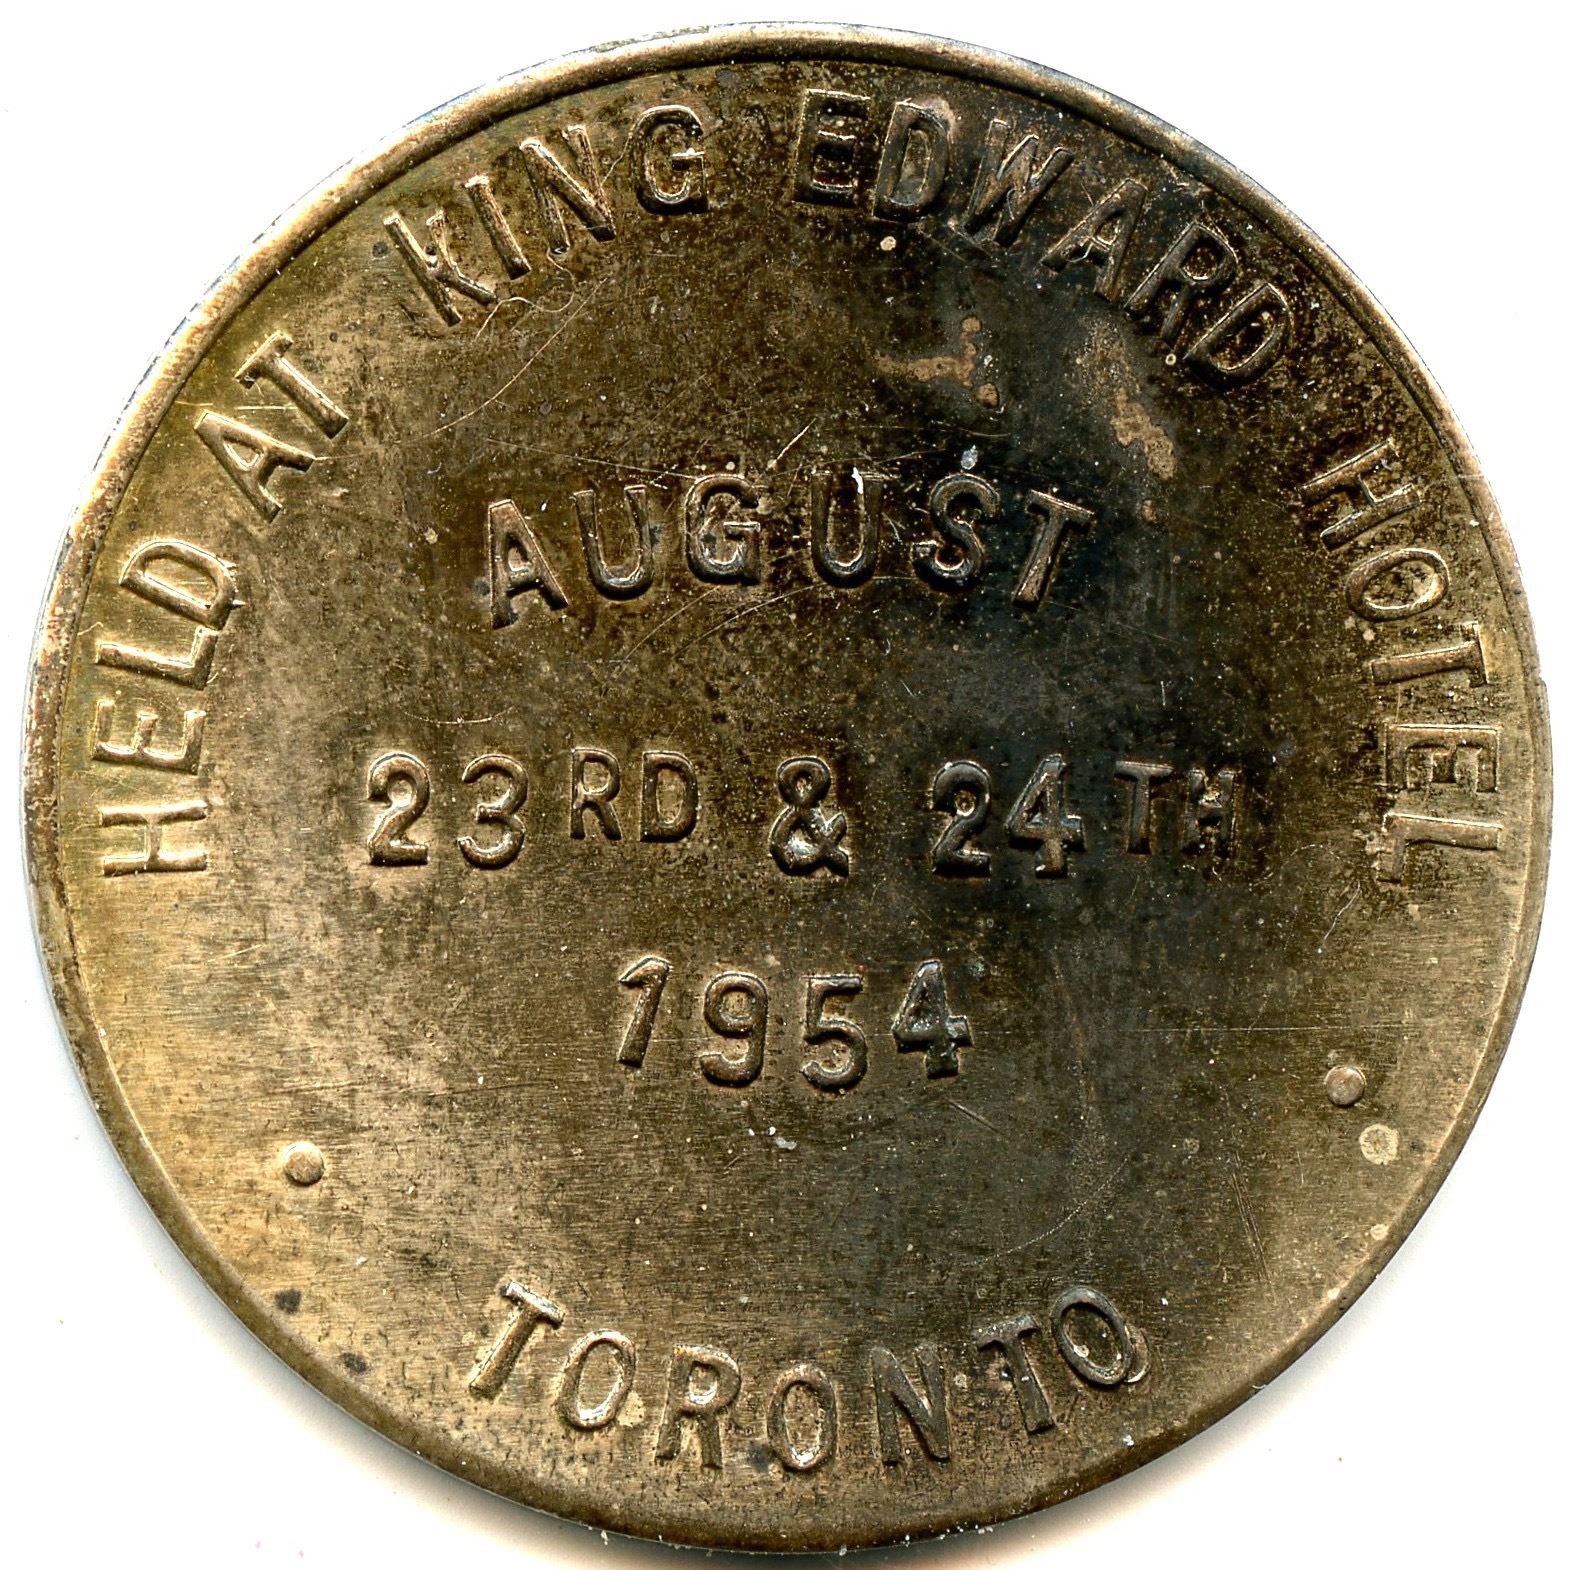 HELD AT KING EDWARD HOTEL
AUGUST
23RD & 24TH
1954
TORONTO